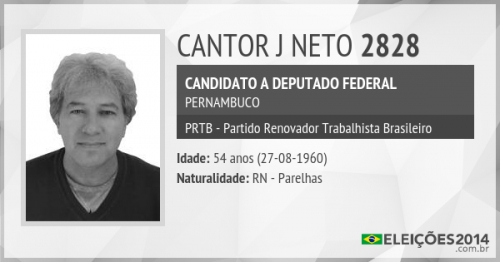 CANTOR J NETO 2828
CANDIDATO A DEPUTADO FEDERAL
PERNAMBUCO
PRTB - Partido Renovador Trabalhista Brasileiro
Idade: 54 anos (27-08-1960)
Naturalidade: RN - Parelhas
ELEIÇÕES2014
.com.br